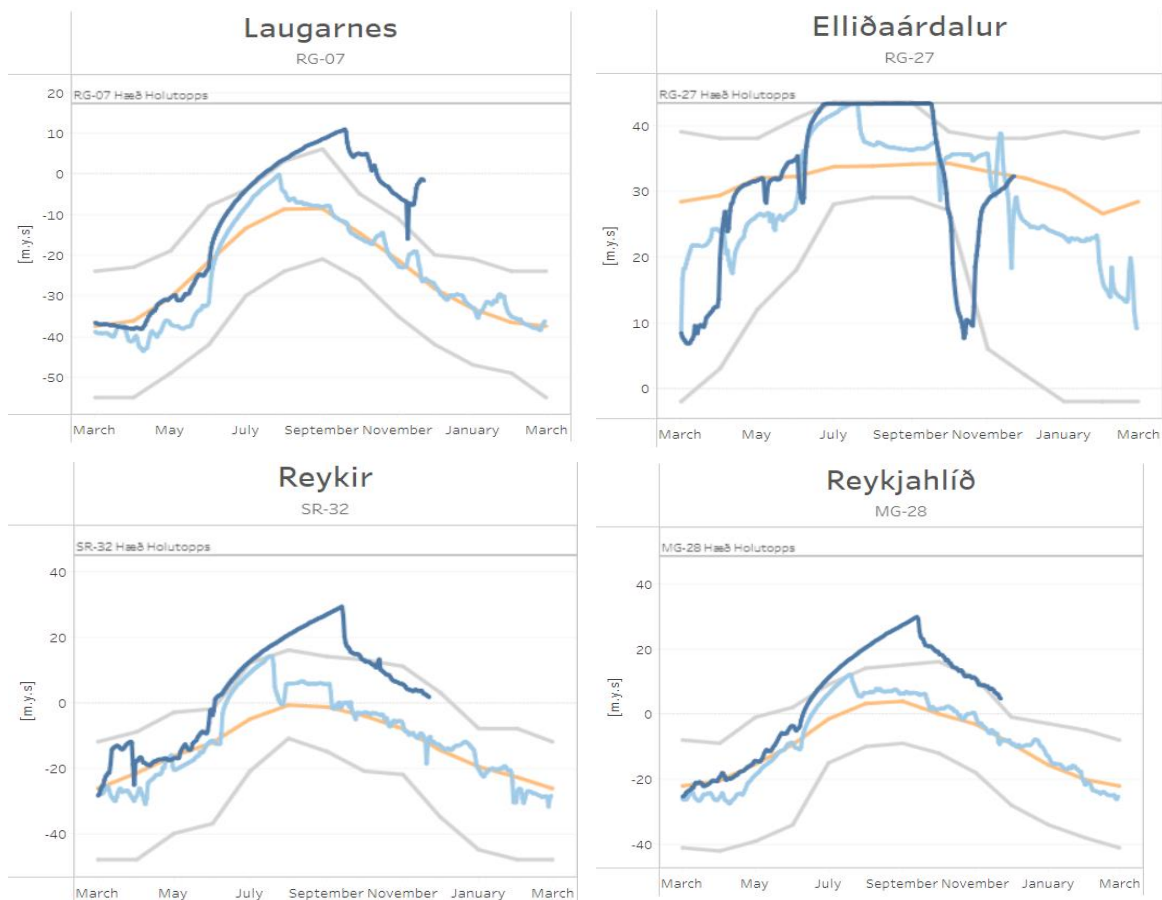 Laugarnes
RG-07
RG-07 Hæð Holutopps
20
10
0
-10
-20
-30
-40
-50
[m.y.s]
March May July September November January March
Elliðaárdalur
RG-27
RG-27 Hæð Holutopps
40
30
20
10
0
[m.y.s]
March May July September November January March
Reykir
SR-32
SR-32 Hæð Holutopps
40
20
0
-20
-40
[m.y.s]
March May July September November January March
Reykjahlíð
MG-28
MG-28 Hæð Holutopps
40
20
0
-20
-40
[m.y.s]
March May July September November January March